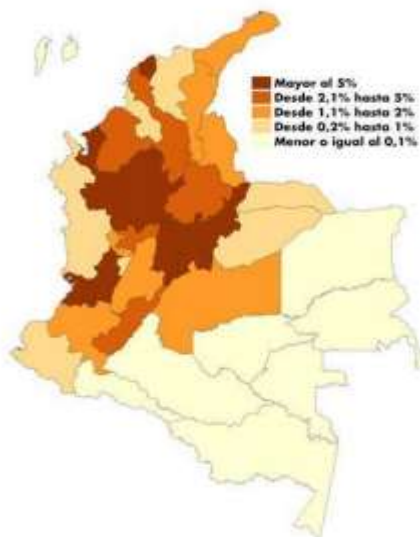 Mayor al 5%
Desde 2,1% hasta 5%
Desde 1,1% hasta 2%
Desde 0,2% hasta 1%
Menor o igual al 0,1%